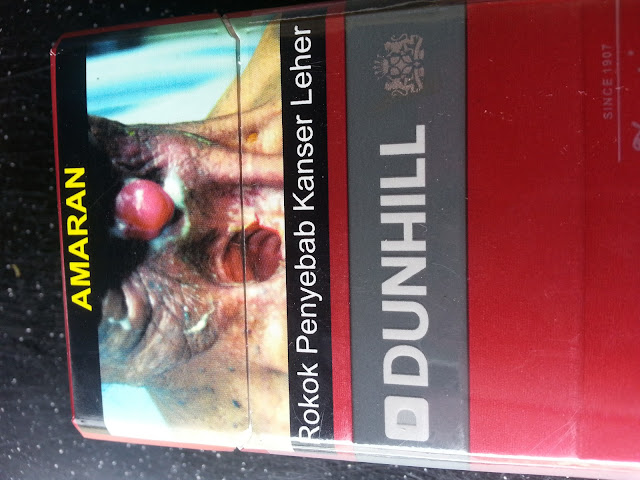 AMARAN
Rokok Penyebab Kanser Leher
DUNHILL
SINCE 1907